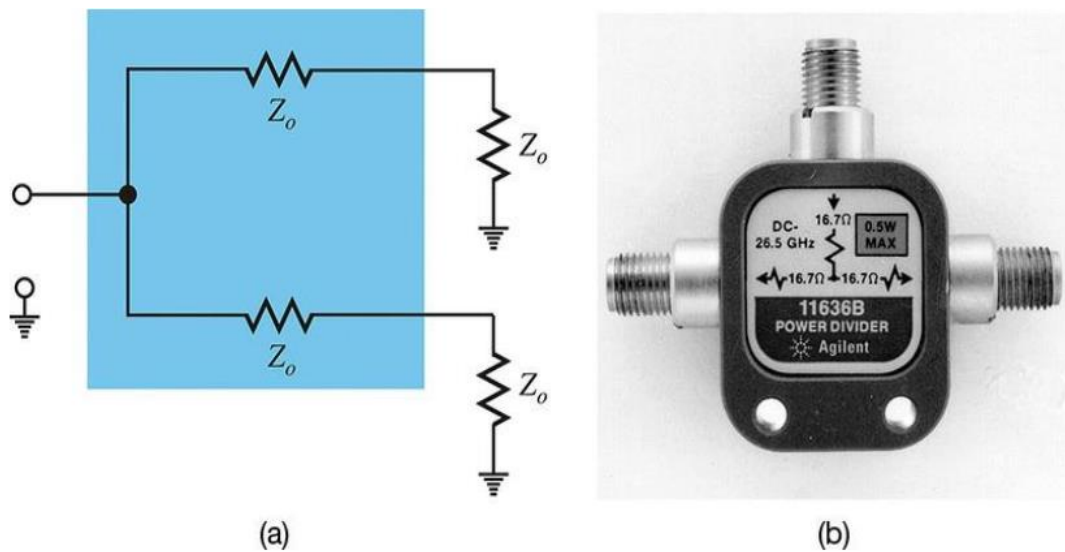 Zo
Zo
Zo
Zo
(a)
16.7Ω
DC-
26.5 GHz
0.5W
MAX
16.7Ω 16.7Ω
11636B
POWER DIVIDER
Agilent
(b)